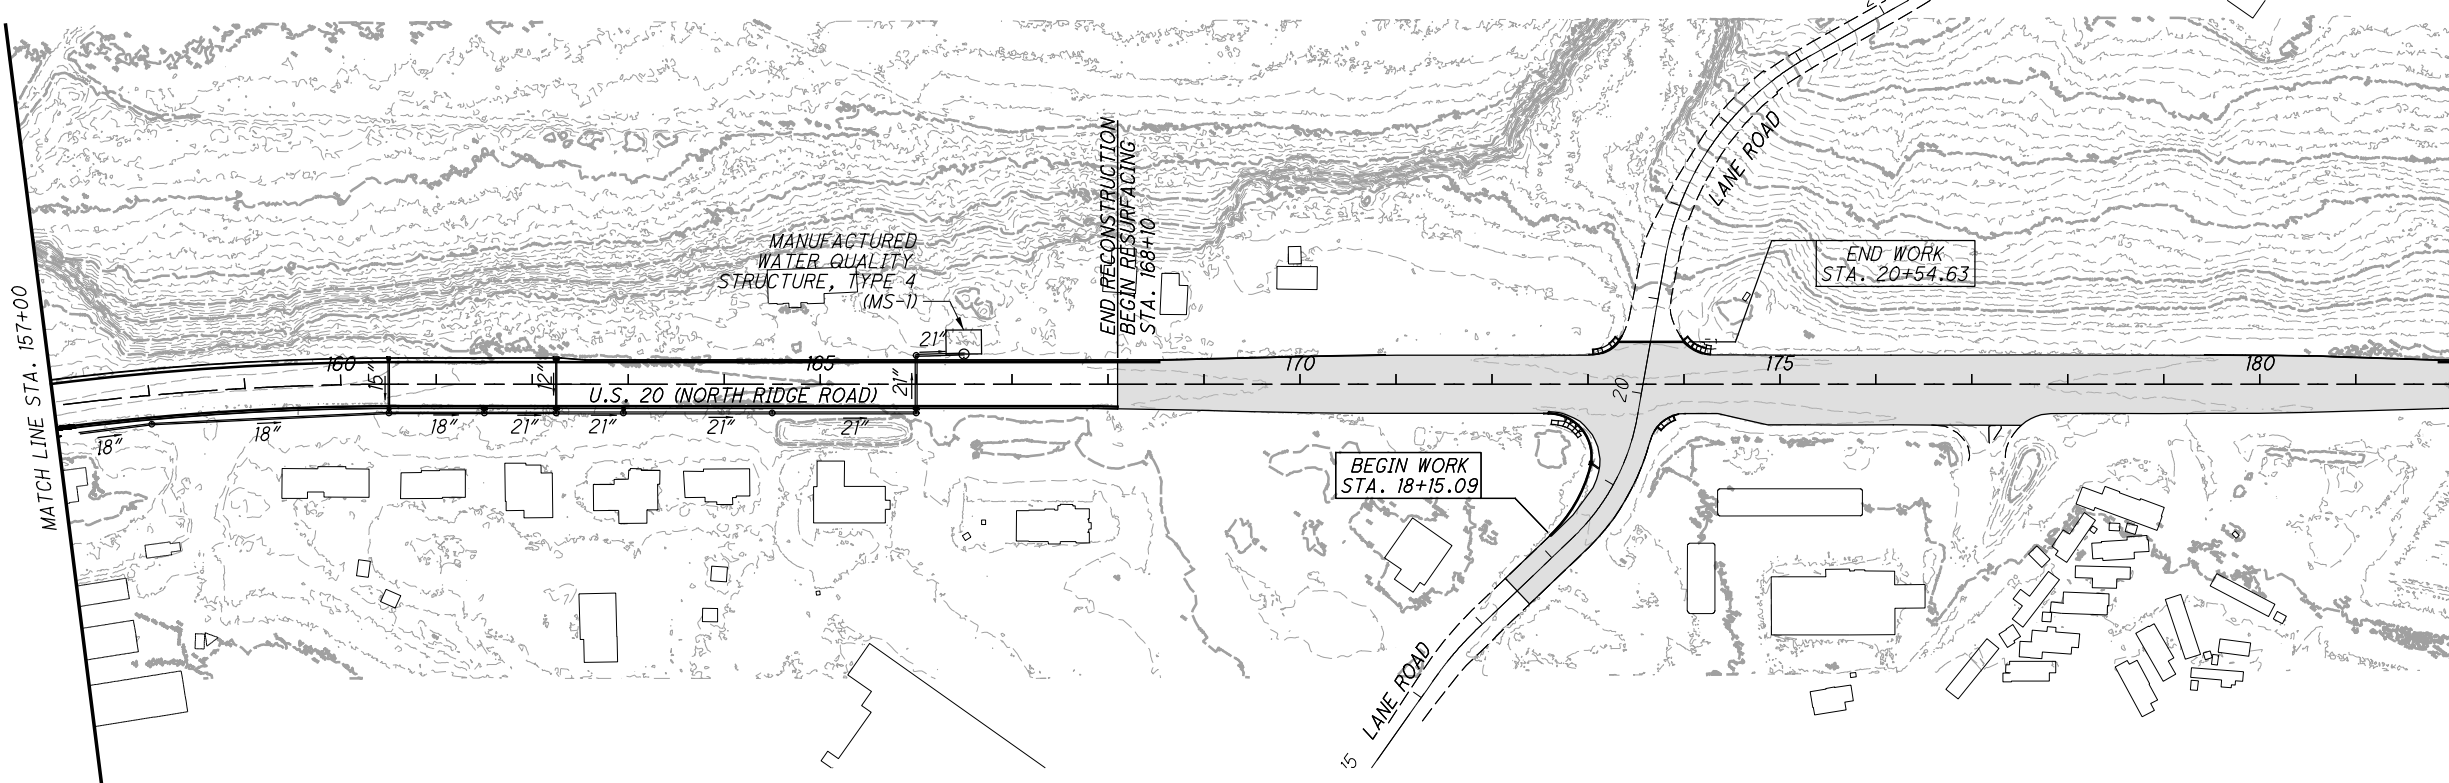 MATCH LINE STA. 157+00
MANUFACTURED
WATER QUALITY
STRUCTURE, TYPE 4
(MS-1)
END RECONSTRUCTION
BEGIN RESURFACING
STA. 168+10
LANE ROAD
END WORK
STA. 20+54.63
21"
160
165
170
175
180
15"
12"
21"
20
U.S. 20 (NORTH RIDGE ROAD)
18"
18"
18"
21"
21"
21"
21"
BEGIN WORK
STA. 18+15.09
LANE ROAD
15